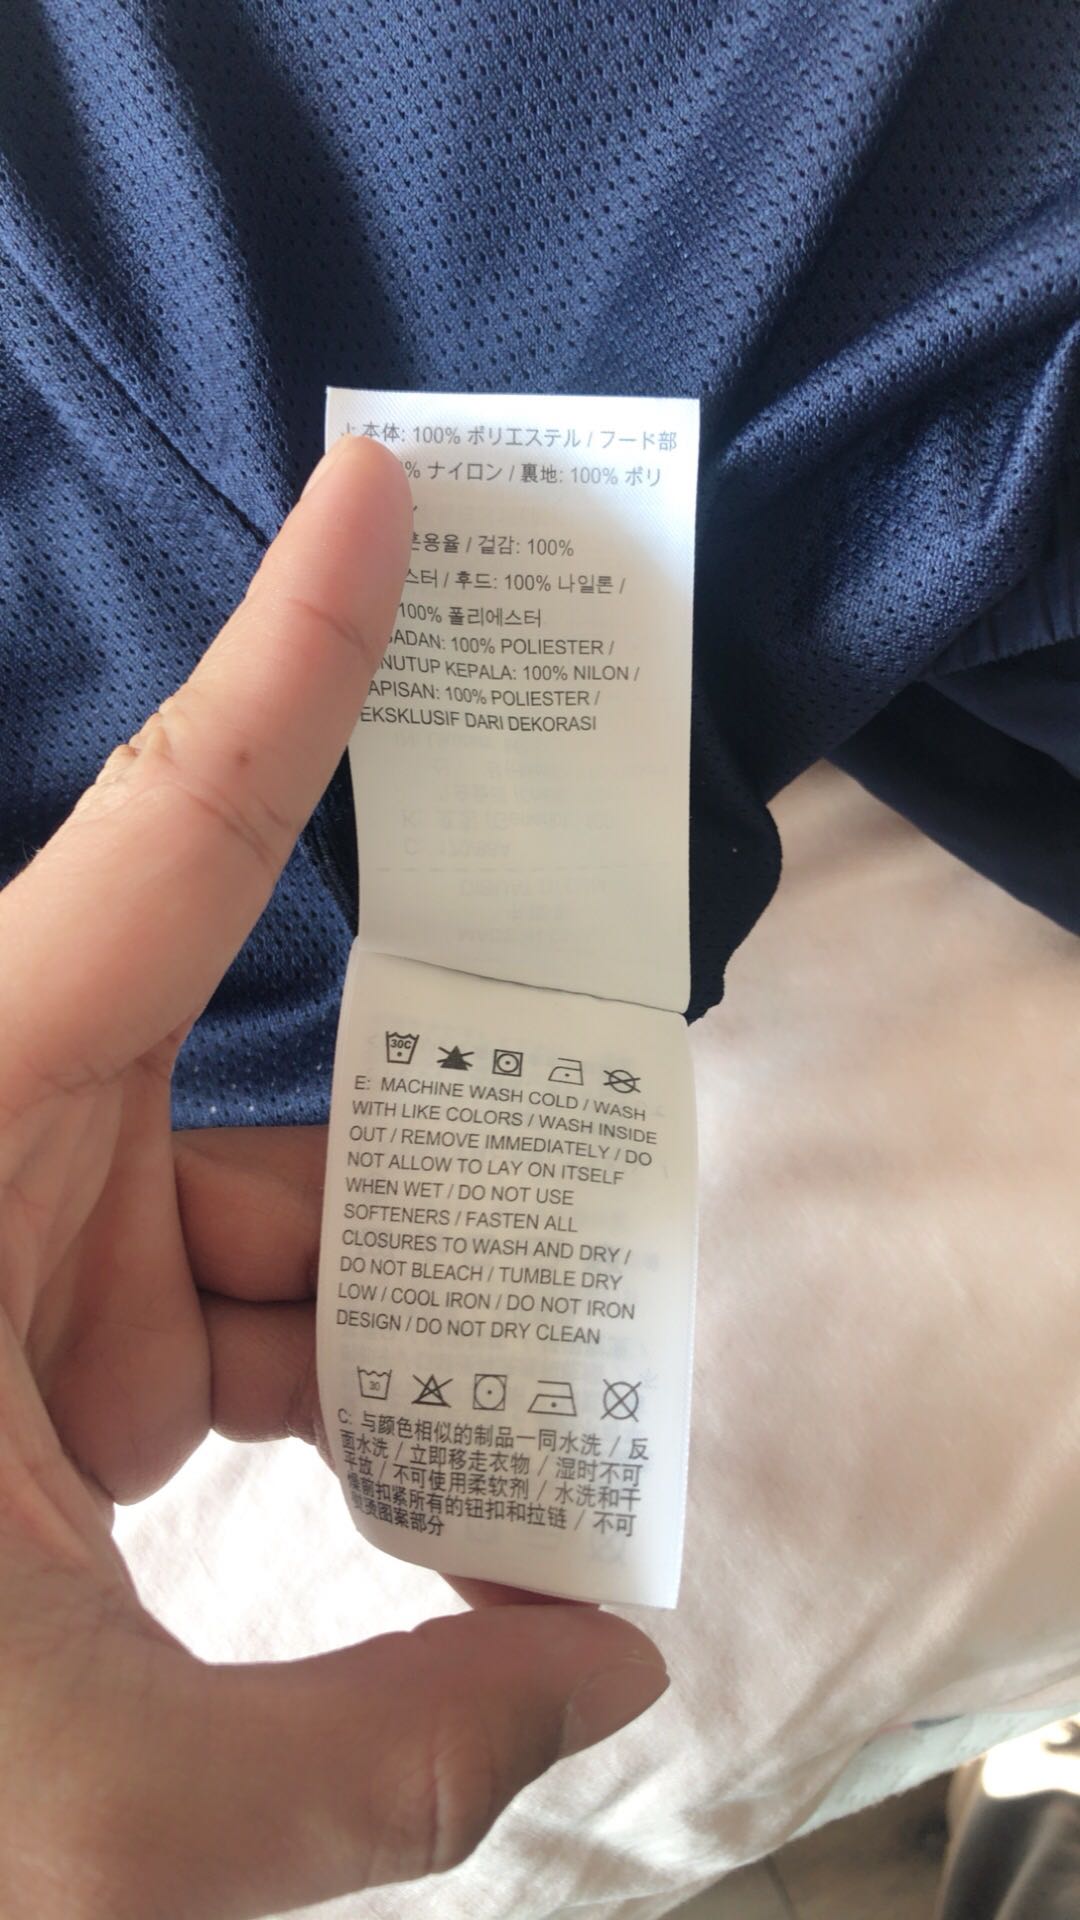 本体: 100% ポリエステル / フード部
% ナイロン / 裏地: 100% ポリ
용율 / 겉감: 100%
스터 / 후드: 100% 나일론 /
100% 폴리에스터
BADAN: 100% POLIESTER /
NUTUP KEPALA: 100% NILON /
APISAN: 100% POLIESTER /
EKSKLUSIF DARI DEKORASI
30C
E: MACHINE WASH COLD / WASH
WITH LIKE COLORS / WASH INSIDE
OUT / REMOVE IMMEDIATELY / DO
NOT ALLOW TO LAY ON ITSELF
WHEN WET / DO NOT USE
SOFTENERS / FASTEN ALL
CLOSURES TO WASH AND DRY /
DO NOT BLEACH / TUMBLE DRY
LOW / COOL IRON / DO NOT IRON
DESIGN / DO NOT DRY CLEAN
30
C: 与颜色相似的制品一同水洗 / 反
面水洗 / 立即移走衣物 / 湿时不可
平放 / 不可使用柔软剂 / 水洗和干
燥前扣紧所有的钮扣和拉链 / 不可
熨烫图案部分